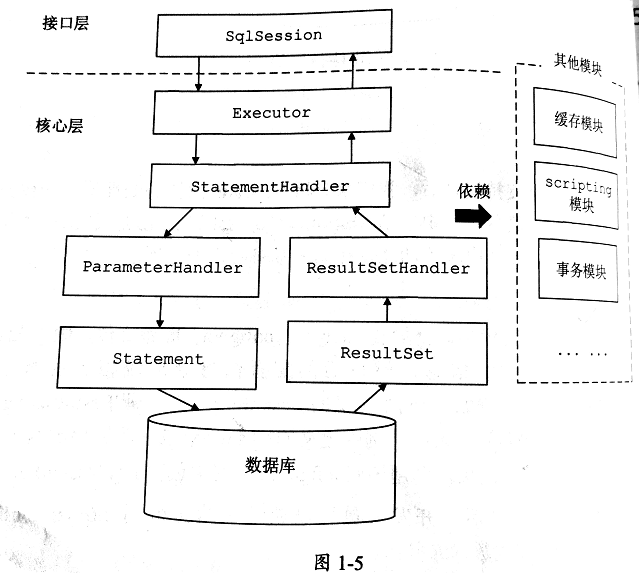 接口层
SqlSession
核心层
Executor
StatementHandler
ParameterHandler
ResultSetHandler
Statement
ResultSet
数据库
依赖
其他模块
缓存模块
scripting
模块
事务模块
... ...
图 1-5